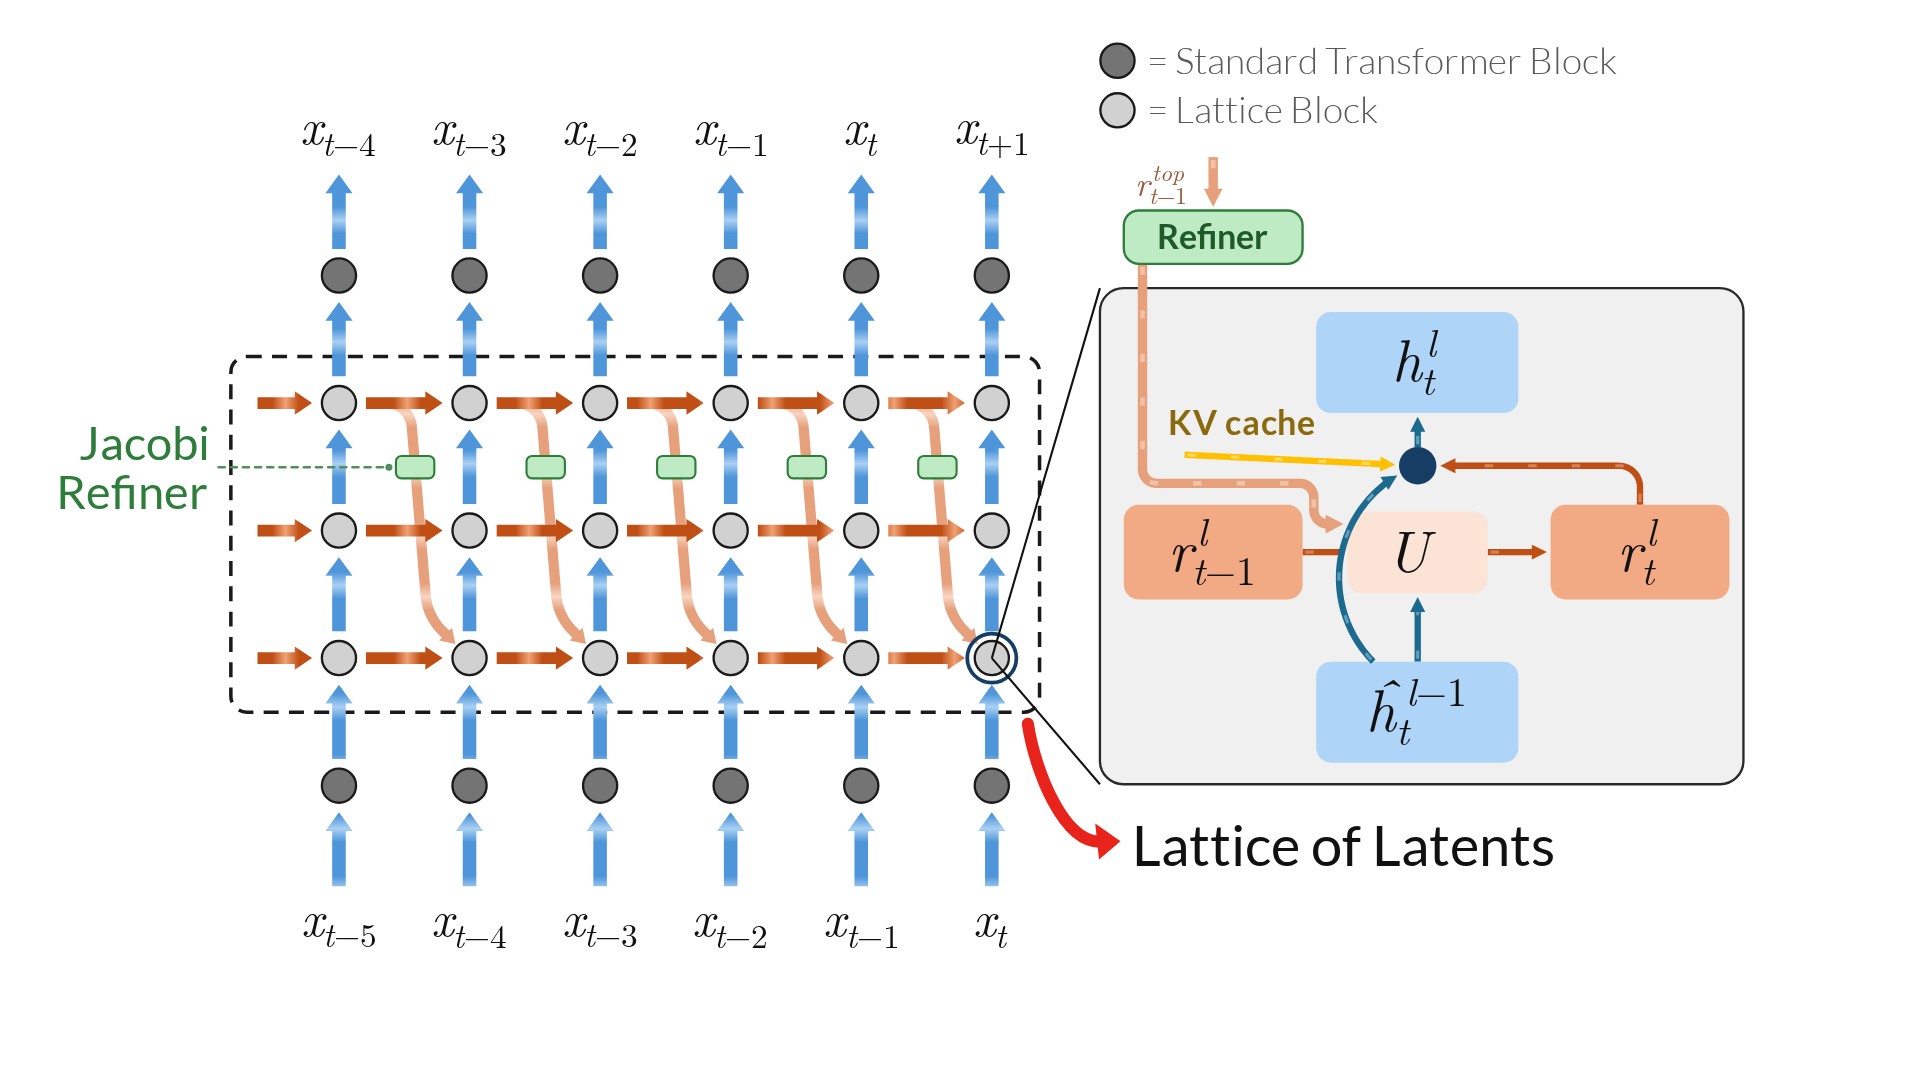 = Standard Transformer Block
= Lattice Block
x_{t-4} x_{t-3} x_{t-2} x_{t-1} x_t x_{t+1}
r_{t-1}^{top}
Refiner
h_t^l
KV cache
Jacobi
Refiner
r_{t-1}^l U r_t^l
\hat{h}_t^{l-1}
Lattice of Latents
x_{t-5} x_{t-4} x_{t-3} x_{t-2} x_{t-1} x_t